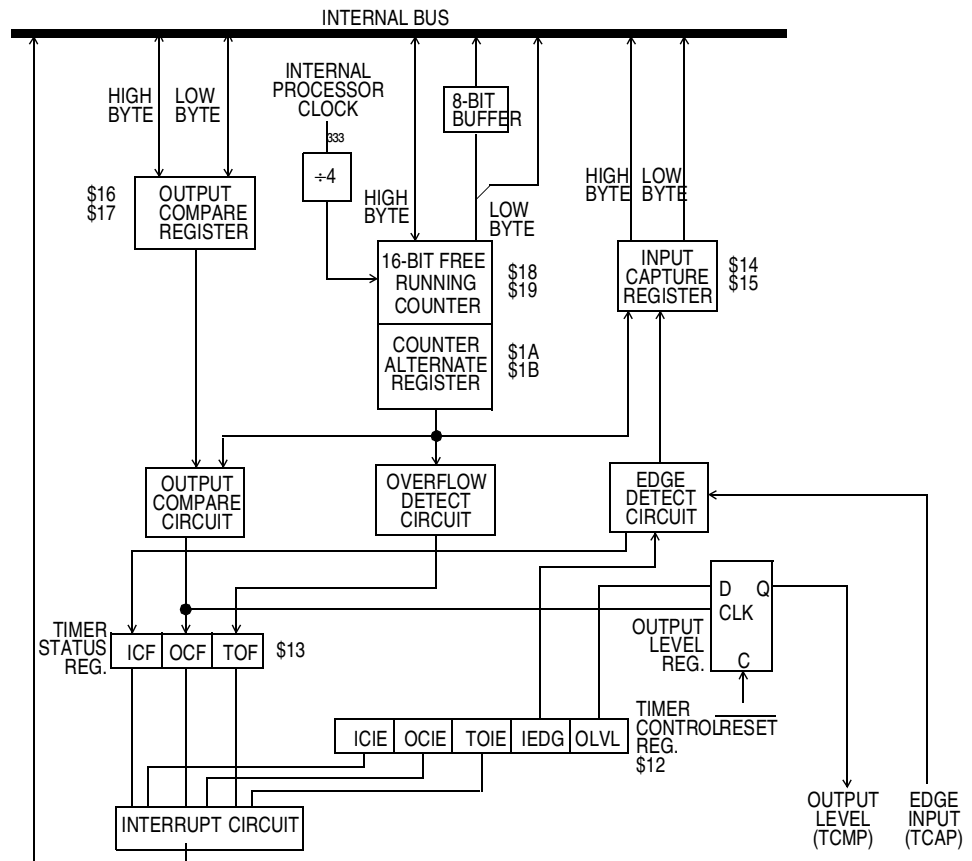 INTERNAL BUS
HIGH
BYTE
LOW
BYTE
INTERNAL
PROCESSOR
CLOCK
333
÷4
8-BIT
BUFFER
HIGH
BYTE
LOW
BYTE
HIGH
BYTE
LOW
BYTE
$16
$17
OUTPUT
COMPARE
REGISTER
16-BIT FREE
RUNNING
COUNTER
$18
$19
COUNTER
ALTERNATE
REGISTER
$1A
$1B
INPUT
CAPTURE
REGISTER
$14
$15
OUTPUT
COMPARE
CIRCUIT
OVERFLOW
DETECT
CIRCUIT
EDGE
DETECT
CIRCUIT
D Q
CLK
C
OUTPUT
LEVEL
REG.
TIMER
STATUS
REG.
ICF OCF TOF
$13
ICIE OCIE TOIE IEDG OLVL
TIMER
CONTROL
REG.
$12
RESET
INTERRUPT CIRCUIT
OUTPUT
LEVEL
(TCMP)
EDGE
INPUT
(TCAP)